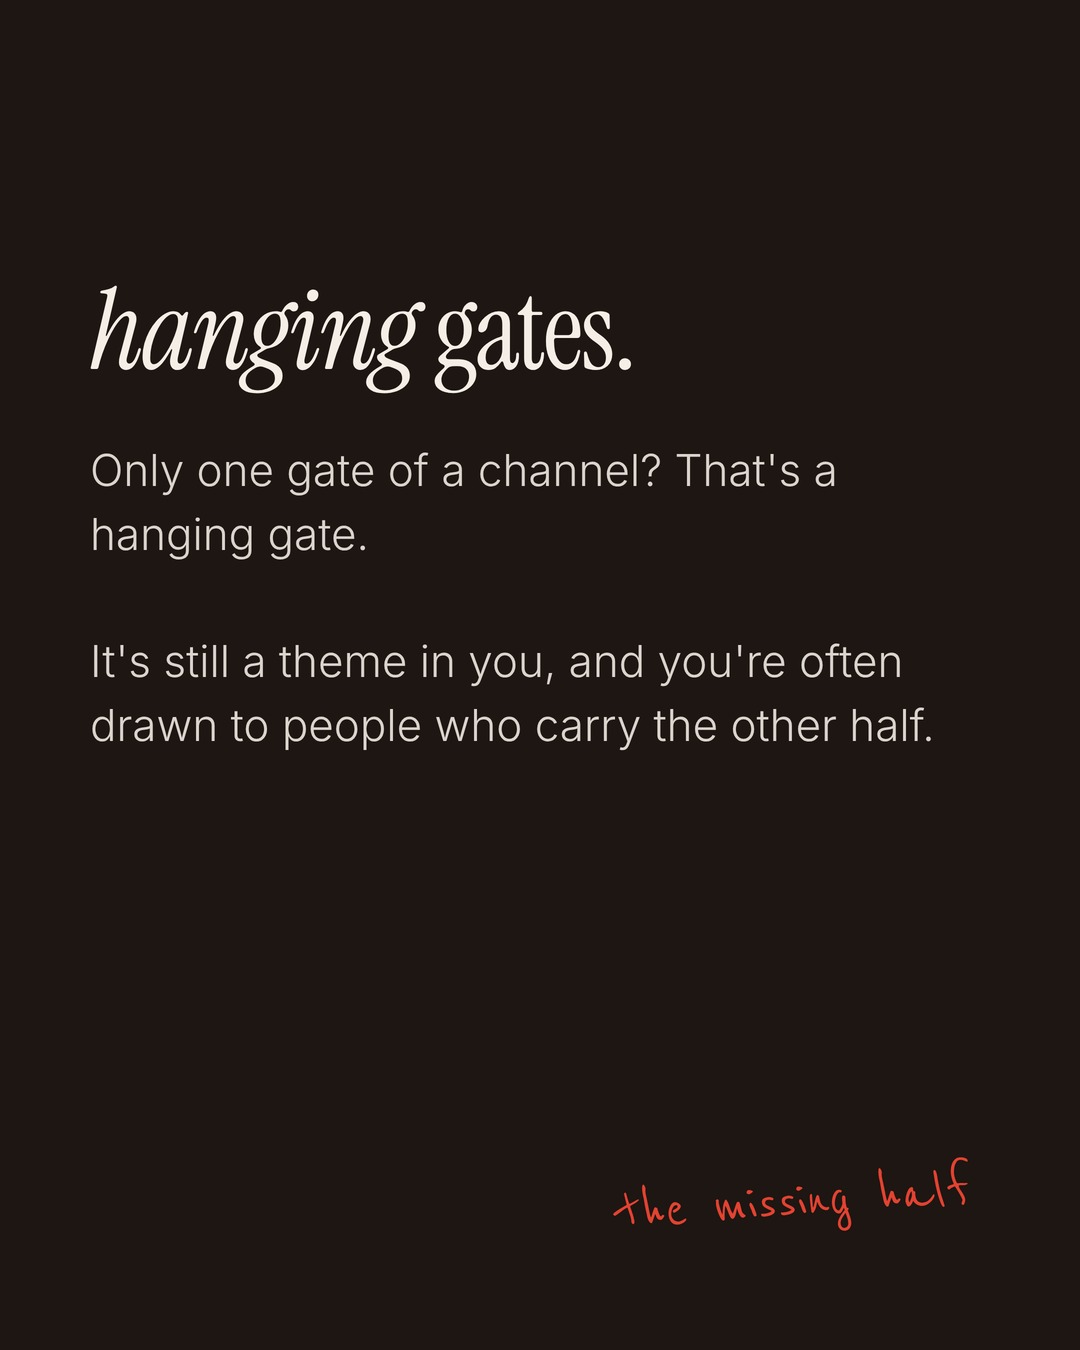 hanging gates.
Only one gate of a channel? That's a
hanging gate.
It's still a theme in you, and you're often
drawn to people who carry the other half.
the missing half